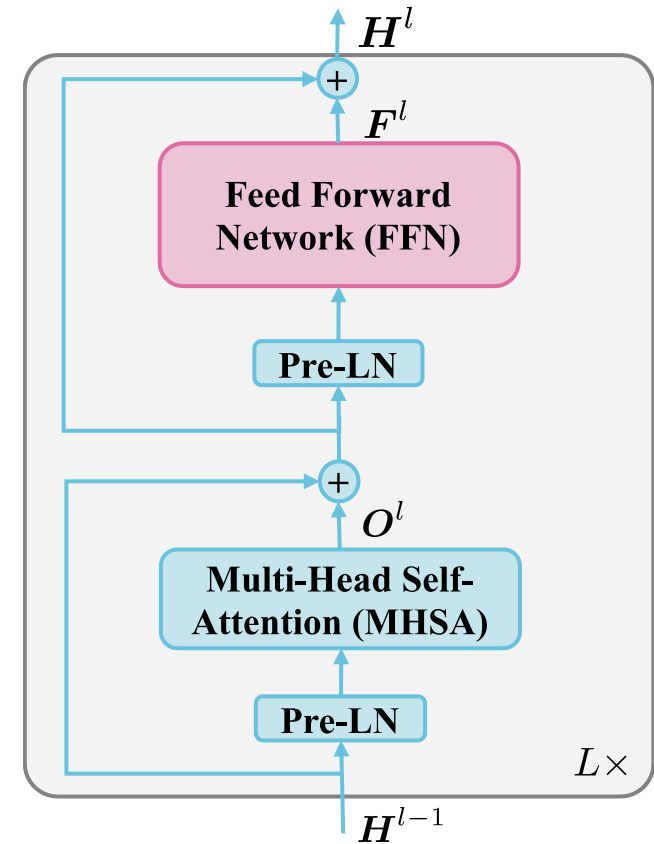 H^l
+
F^l
Feed Forward
Network (FFN)
Pre-LN
+
O^l
Multi-Head Self-
Attention (MHSA)
Pre-LN
L×
H^{l−1}